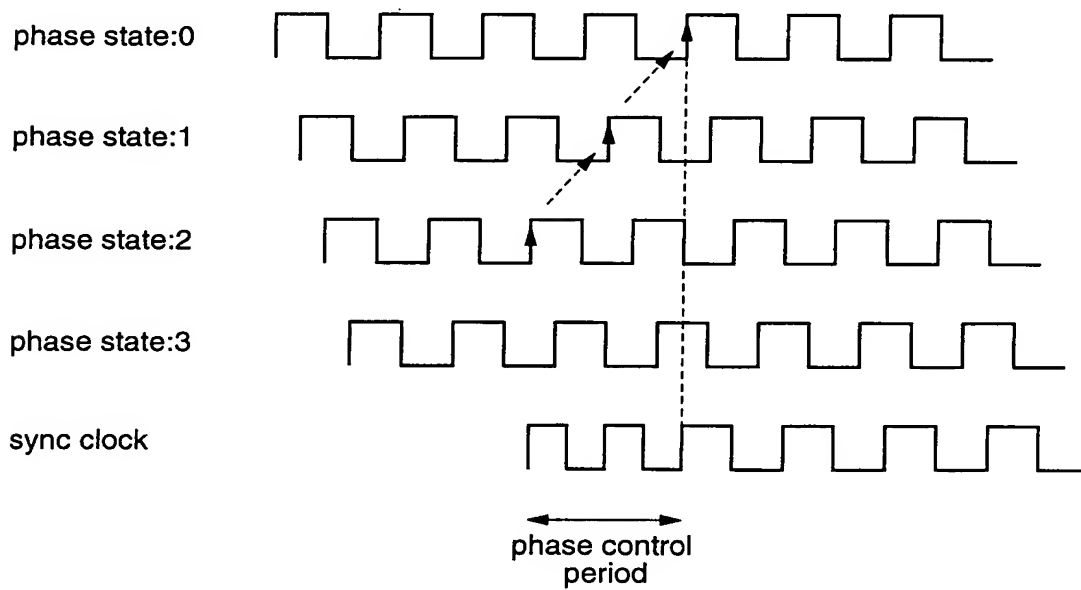 phase state:0
phase state:1
phase state:2
phase state:3
sync clock
phase control
period